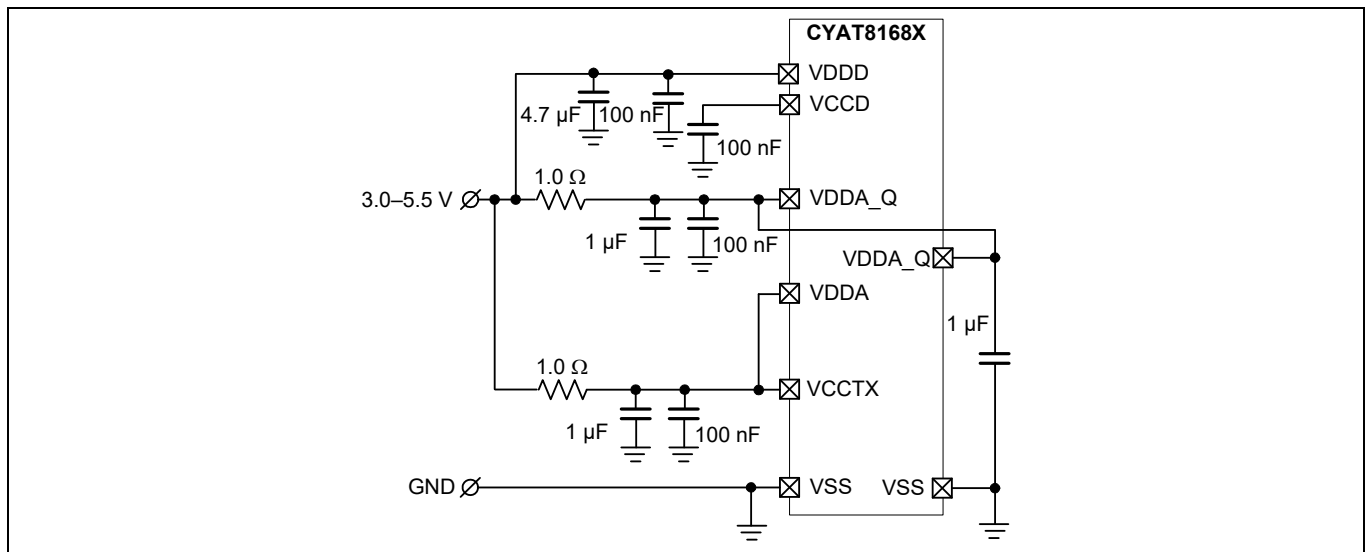 CYAT8168X
VDDD
VCCD
4.7 µF 100 nF
100 nF
1.0 Ω
3.0–5.5 V
VDDA_Q
1 µF
100 nF
VDDA_Q
VDDA
1 µF
1.0 Ω
VCCTX
1 µF
100 nF
GND
VSS
VSS